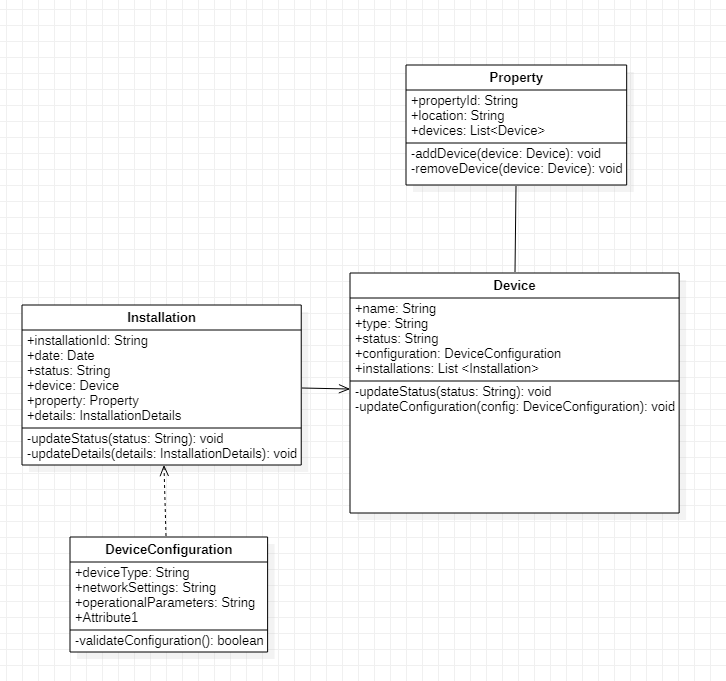 Property
+propertyId: String
+location: String
+devices: List<Device>
-addDevice(device: Device): void
-removeDevice(device: Device): void
Device
+name: String
+type: String
+status: String
+configuration: DeviceConfiguration
+installations: List <Installation>
-updateStatus(status: String): void
-updateConfiguration(config: DeviceConfiguration): void
Installation
+installationId: String
+date: Date
+status: String
+device: Device
+property: Property
+details: InstallationDetails
-updateStatus(status: String): void
-updateDetails(details: InstallationDetails): void
DeviceConfiguration
+deviceType: String
+networkSettings: String
+operationalParameters: String
+Attribute1
-validateConfiguration(): boolean